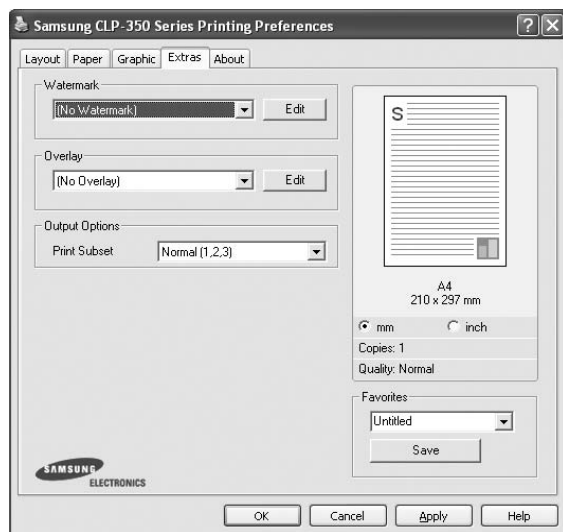 Samsung CLP-350 Series Printing Preferences
Layout Paper Graphic Extras About
Watermark
(No Watermark) Edit
Overlay
(No Overlay) Edit
Output Options
Print Subset Normal (1,2,3)
S
A4
210 x 297 mm
mm inch
Copies: 1
Quality: Normal
Favorites
Untitled
Save
SAMSUNG
ELECTRONICS
OK Cancel Apply Help